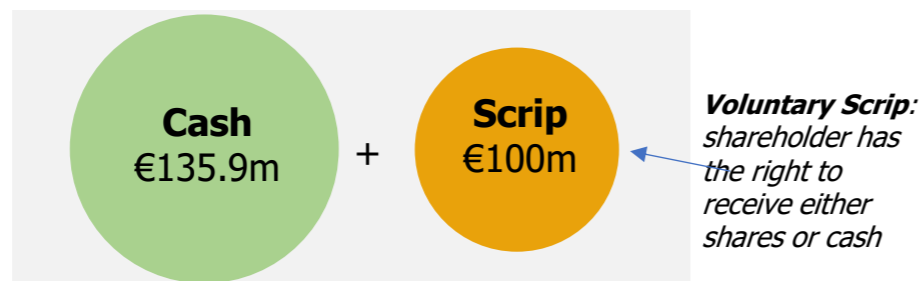 Cash
€135.9m
+
Scrip
€100m
Voluntary Scrip:
shareholder has
the right to
receive either
shares or cash